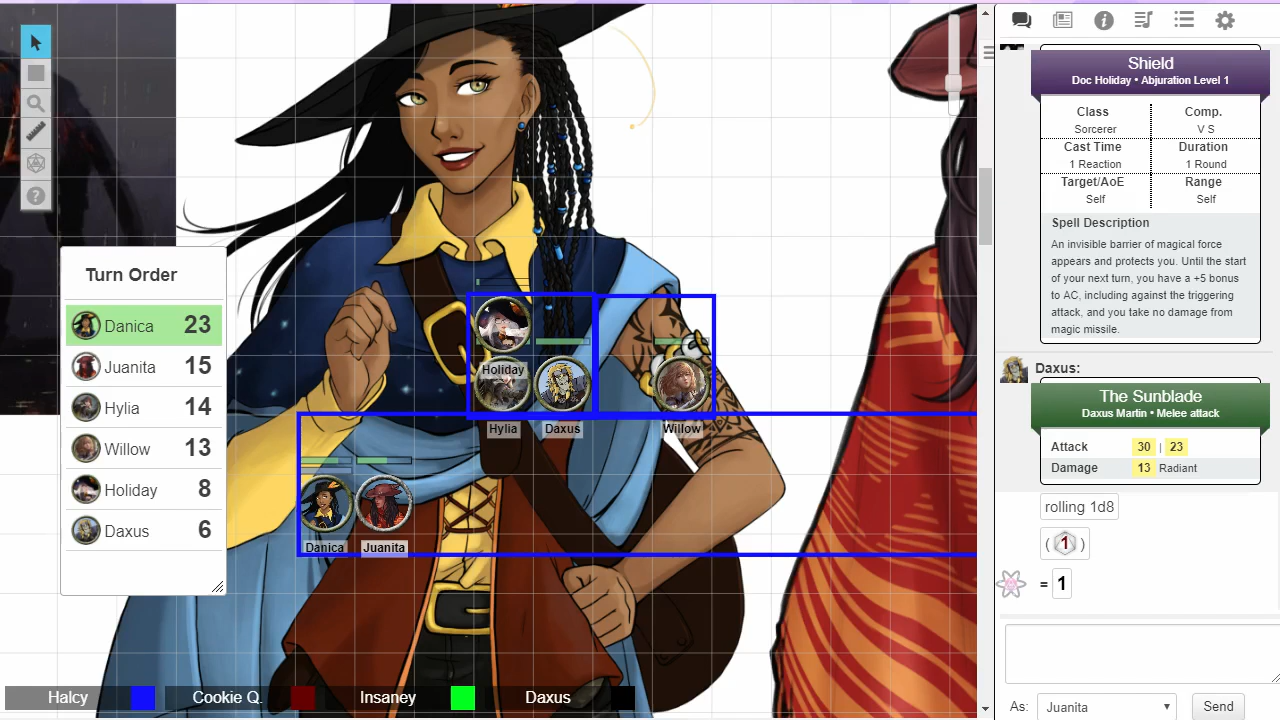 Turn Order
Danica 23
Juanita 15
Hylia 14
Willow 13
Holiday 8
Daxus 6
Holiday
Hylia
Daxus
Willow
Danica
Juanita
Halcy
Cookie Q.
Insaney
Daxus
Shield
Doc Holiday • Abjuration Level 1
Class
Comp.
Sorcerer
V S
Cast Time
Duration
1 Reaction
1 Round
Target/AoE
Range
Self
Self
Spell Description
An invisible barrier of magical force
appears and protects you. Until the start
of your next turn, you have a +5 bonus
to AC, including against the triggering
attack, and you take no damage from
magic missile.
Daxus:
The Sunblade
Daxus Martin • Melee attack
Attack 30 | 23
Damage 13 Radiant
rolling 1d8
(1)
= 1
As: Juanita
Send